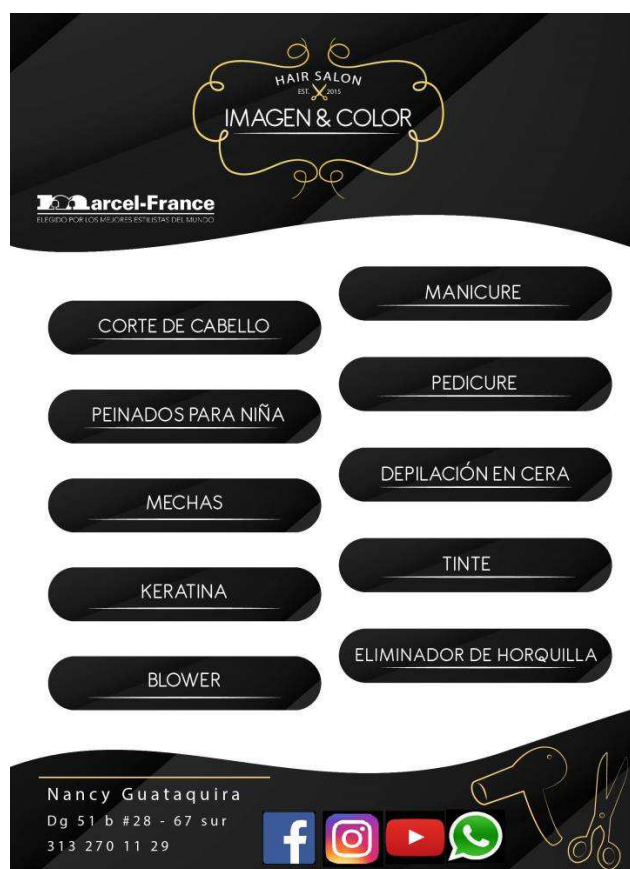 HAIR SALON
EST. 2015
IMAGEN & COLOR
marcel-France
ELEGIDO POR LOS MEJORES ESTILISTAS DEL MUNDO
CORTE DE CABELLO
PEINADOS PARA NIÑA
MECHAS
KERATINA
BLOWER
MANICURE
PEDICURE
DEPILACIÓN EN CERA
TINTE
ELIMINADOR DE HORQUILLA
Nancy Guataquira
Dg 51 b #28 - 67 sur
313 270 11 29